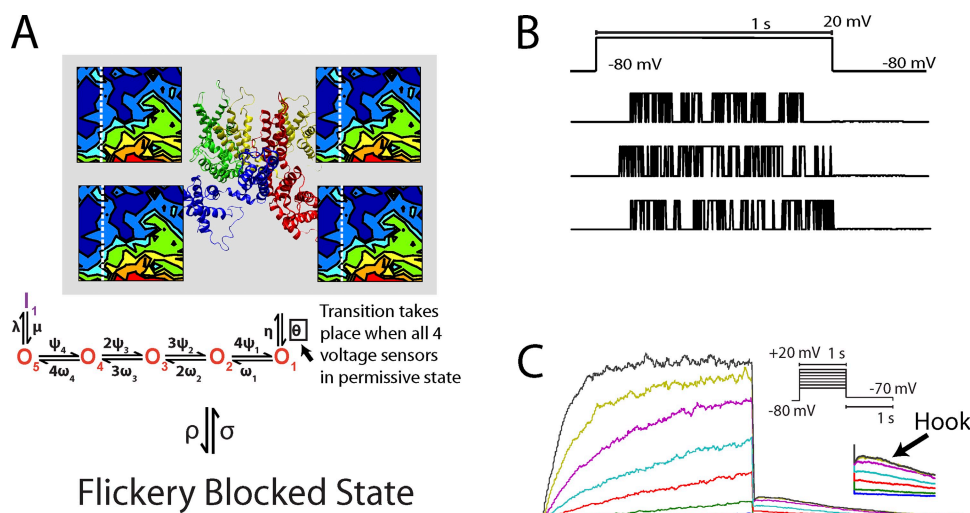 A
B
1 s
20 mV
-80 mV
-80 mV
I1
λ
μ
ψ4
2ψ3
3ψ2
4ψ1
η
θ
O5
O4
O3
O2
O1
4ω4
3ω3
2ω2
ω1
Transition takes
place when all 4
voltage sensors
in permissive state
ρ
σ
Flickery Blocked State
C
+20 mV
1 s
-70 mV
-80 mV
1 s
Hook